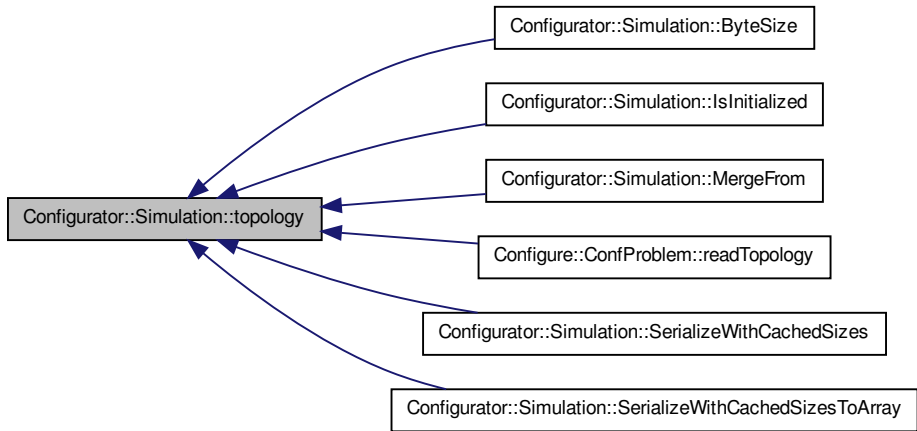 Configurator::Simulation::ByteSize
Configurator::Simulation::IsInitialized
Configurator::Simulation::MergeFrom
Configurator::Simulation::topology
Configure::ConfProblem::readTopology
Configurator::Simulation::SerializeWithCachedSizes
Configurator::Simulation::SerializeWithCachedSizesToArray